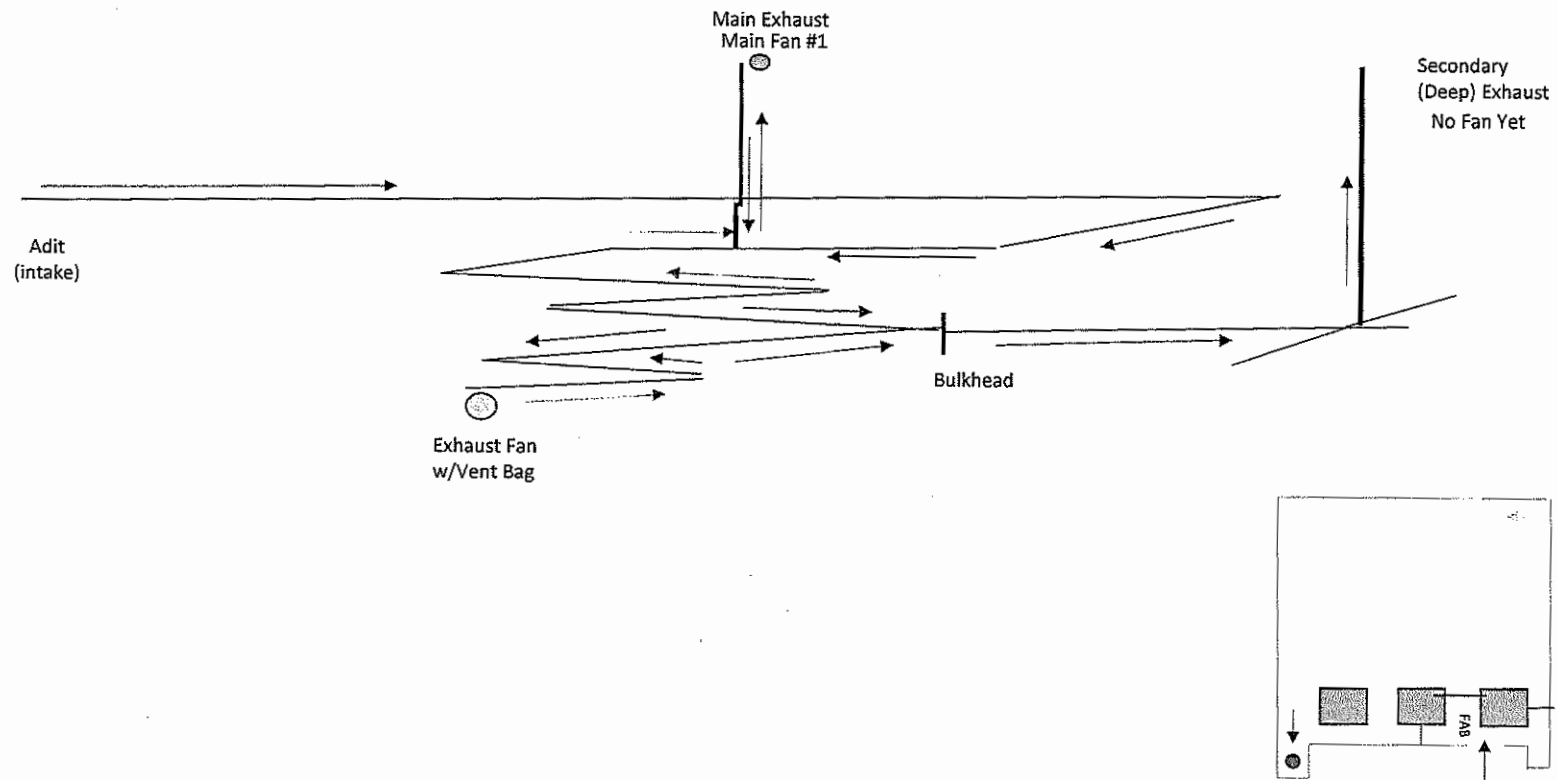 Main Exhaust
Main Fan #1
Secondary
(Deep) Exhaust
No Fan Yet
Adit
(intake)
Bulkhead
Exhaust Fan
w/Vent Bag
FAB